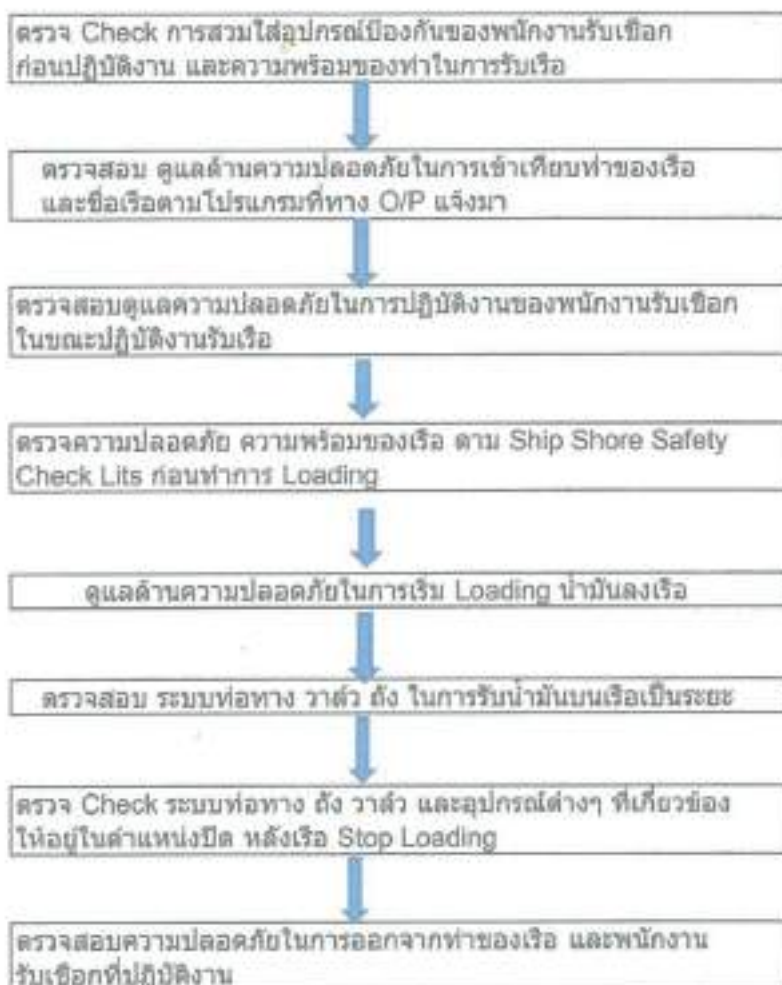 ตรวจ Check การสวมใส่อุปกรณ์ป้องกันของพนักงานรับเชือก
ก่อนปฏิบัติงาน และความพร้อมของท่าในการรับเรือ
ตรวจสอบ ดูแลด้านความปลอดภัยในการเข้าเทียบท่าของเรือ
และชื่อเรือตามโปรแกรมที่ทาง O/P แจ้งมา
ตรวจสอบดูแลความปลอดภัยในการปฏิบัติงานของพนักงานรับเชือก
ในขณะปฏิบัติงานรับเรือ
ตรวจความปลอดภัย ความพร้อมของเรือ ตาม Ship Shore Safety
Check Lits ก่อนทำการ Loading
ดูแลด้านความปลอดภัยในการเริ่ม Loading น้ำมันลงเรือ
ตรวจสอบ ระบบท่อทาง วาล์ว ถัง ในการรับน้ำมันบนเรือเป็นระยะ
ตรวจ Check ระบบท่อทาง ถัง วาล์ว และอุปกรณ์ต่างๆ ที่เกี่ยวข้อง
ให้อยู่ในตำแหน่งปิด หลังเรือ Stop Loading
ตรวจสอบความปลอดภัยในการออกจากท่าของเรือ และพนักงาน
รับเชือกที่ปฏิบัติงาน